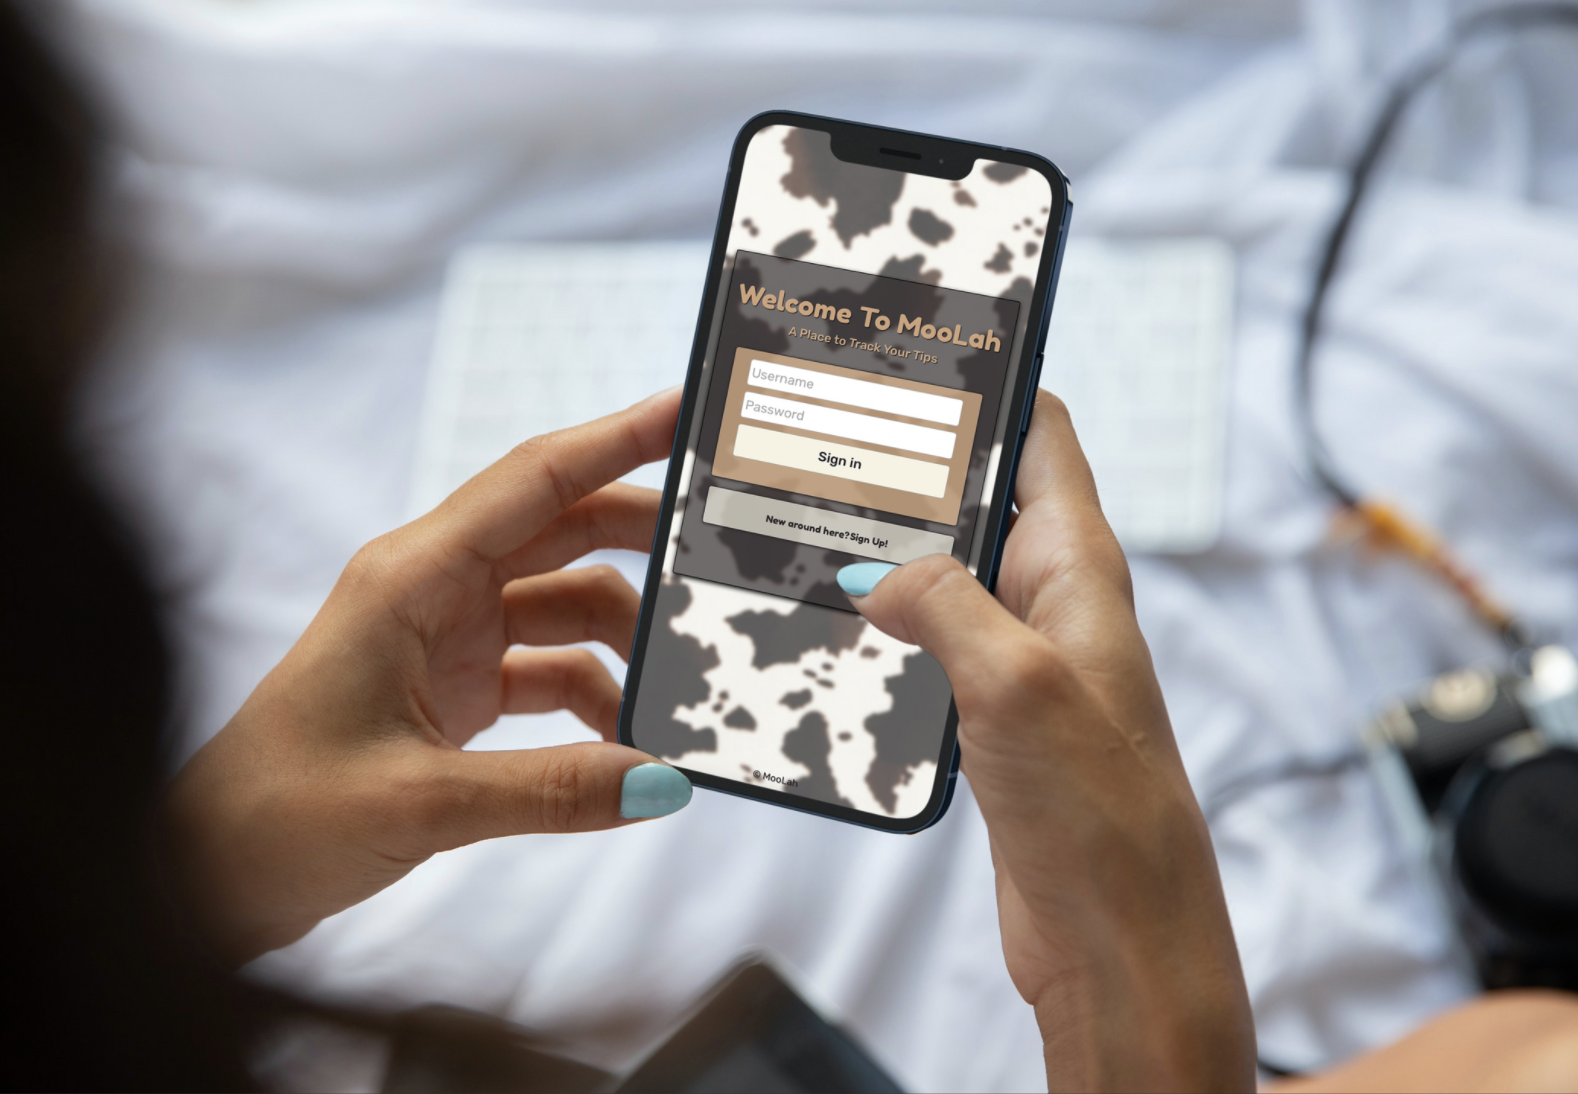 Welcome To MooLah
A Place to Track Your Tips
Username
Password
Sign in
New around here?Sign Up!
© MooLah